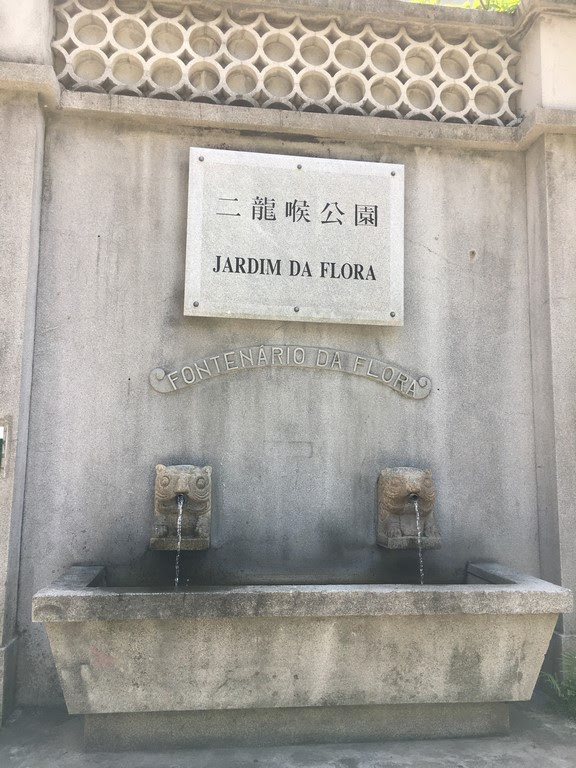 二龍喉公園
JARDIM DA FLORA
FONTENÁRIO DA FLORA